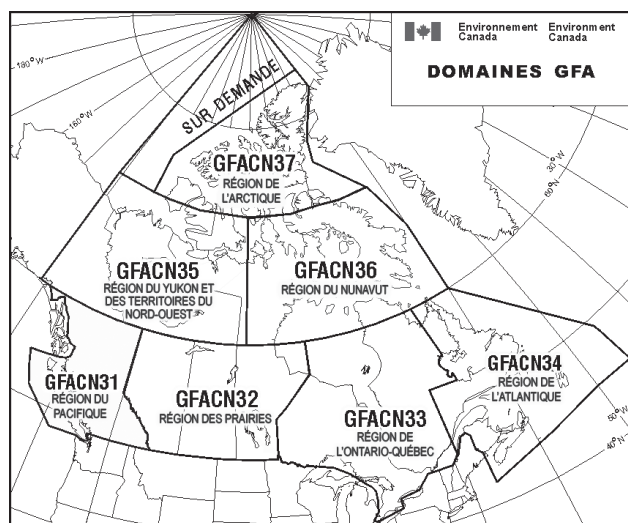 Environnement Environment
Canada Canada
DOMAINES GFA
180°W
160°W
SUR DEMANDE
GFACN37
RÉGION DE
L'ARCTIQUE
30°W
60°N
GFACN35
RÉGION DU YUKON ET
DES TERRITOIRES DU
NORD-OUEST
GFACN36
RÉGION DU NUNAVUT
GFACN31
RÉGION DU
PACIFIQUE
GFACN32
RÉGION DES PRAIRIES
GFACN33
RÉGION DE
L'ONTARIO-QUÉBEC
GFACN34
RÉGION DE
L'ATLANTIQUE
40°N